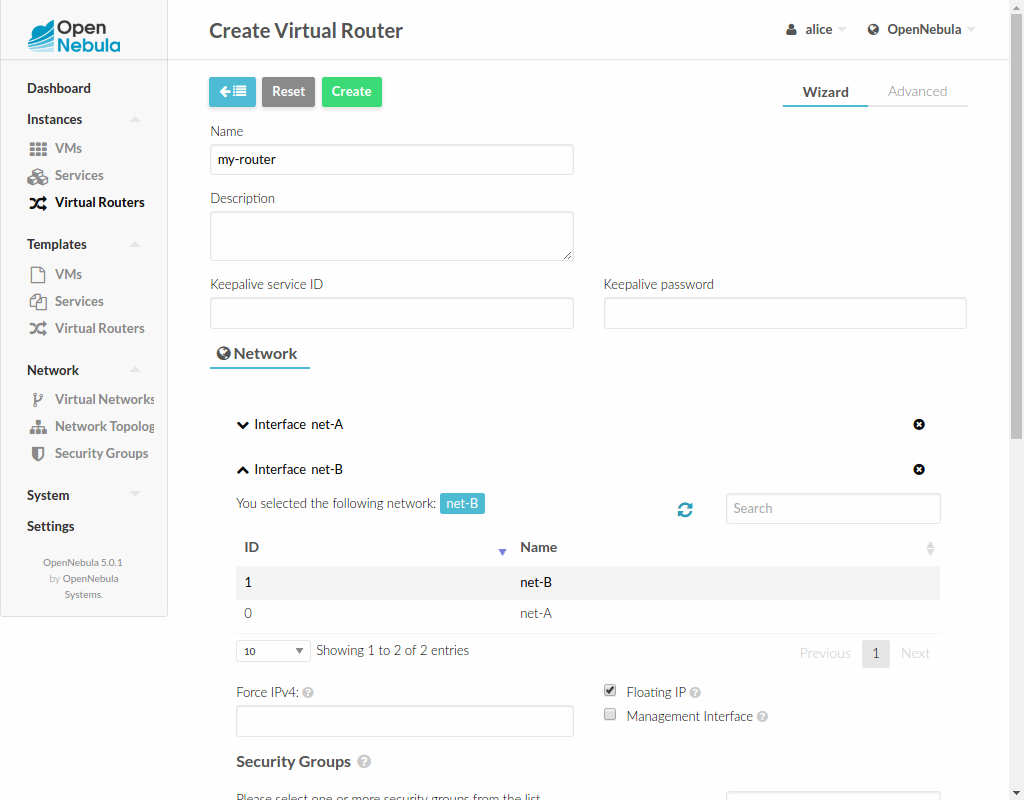 Open
Nebula
Create Virtual Router
alice
OpenNebula
Dashboard
Instances
VMs
Services
Virtual Routers
Templates
VMs
Services
Virtual Routers
Network
Virtual Networks
Network Topolog
Security Groups
System
Settings
OpenNebula 5.0.1
by OpenNebula
Systems.
Reset
Create
Wizard
Advanced
Name
my-router
Description
Keepalive service ID
Keepalive password
Network
Interface net-A
Interface net-B
You selected the following network: net-B
Search
ID
Name
1
net-B
0
net-A
10
Showing 1 to 2 of 2 entries
Previous
1
Next
Force IPv4:
Floating IP
Management Interface
Security Groups
Please select one or more security groups from the list